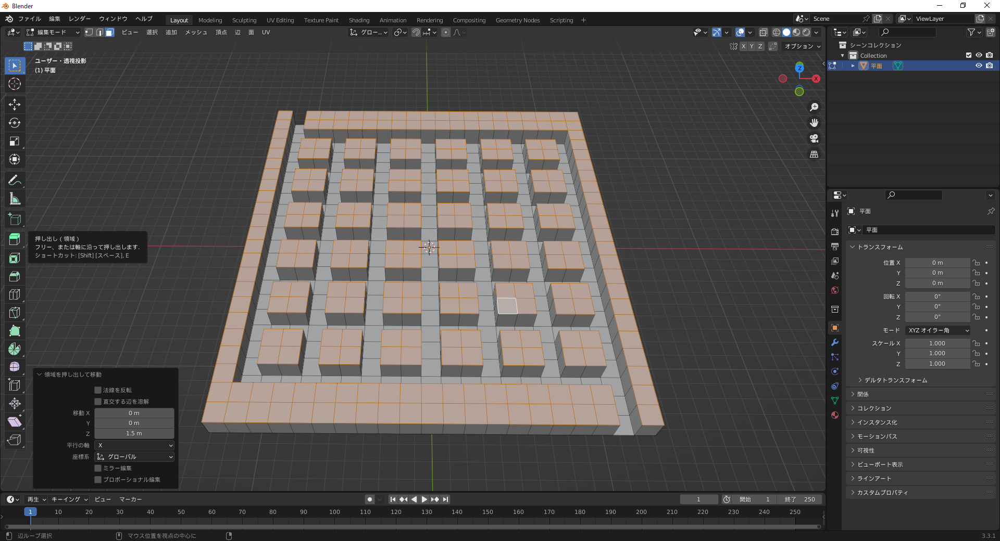 Blender
ファイル 編集 レンダー ウィンドウ ヘルプ Layout Modeling Sculpting UV Editing Texture Paint Shading Animation Rendering Compositing Geometry Nodes Scripting + Scene ViewLayer
編集モード ビュー 選択 追加 メッシュ 頂点 辺 面 UV グロー...
X Y Z オプション
ユーザー・透視投影
(1) 平面
Z
X
押し出し ( 領域 )
フリー、または軸に沿って押し出します.
ショートカット: [Shift] [スペース], E
領域を押し出して移動
法線を反転
直交する辺を溶解
移動 X 0 m
Y 0 m
Z 1.5 m
平行の軸 X
座標系 グローバル
ミラー編集
プロポーショナル編集
シーンコレクション
Collection
平面
平面
平面
トランスフォーム
位置 X 0 m
Y 0 m
Z 0 m
回転 X 0°
Y 0°
Z 0°
モード XYZ オイラー角
スケール X 1.000
Y 1.000
Z 1.000
デルタトランスフォーム
関係
コレクション
インスタンス化
モーションパス
可視性
ビューポート表示
ラインアート
カスタムプロパティ
再生 キーイング ビュー マーカー 1 開始 1 終了 250
1 10 20 30 40 50 60 70 80 90 100 110 120 130 140 150 160 170 180 190 200 210 220 230 240 250
辺ループ選択 マウス位置を視点の中心に 3.3.1